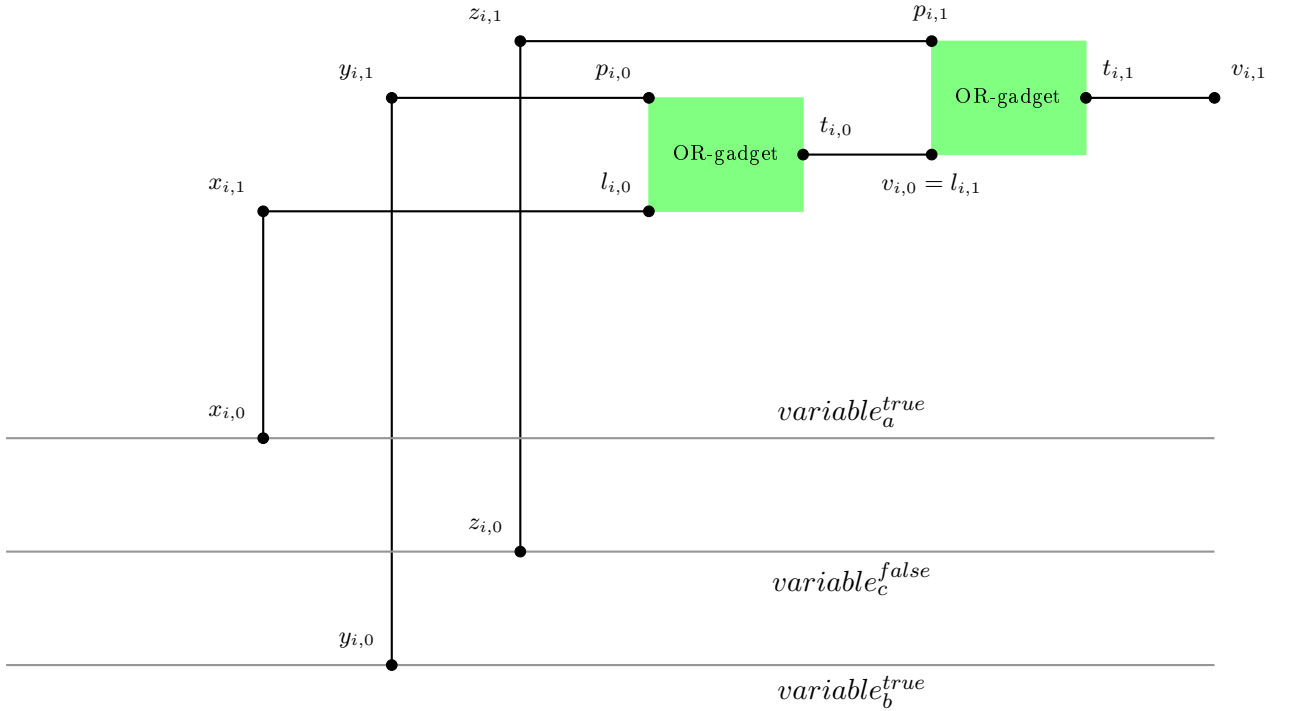 z_{i,1}
p_{i,1}
y_{i,1}
p_{i,0}
t_{i,1}
v_{i,1}
OR-gadget
t_{i,0}
OR-gadget
x_{i,1}
l_{i,0}
v_{i,0} = l_{i,1}
x_{i,0}
variable_a^{true}
z_{i,0}
variable_c^{false}
y_{i,0}
variable_b^{true}